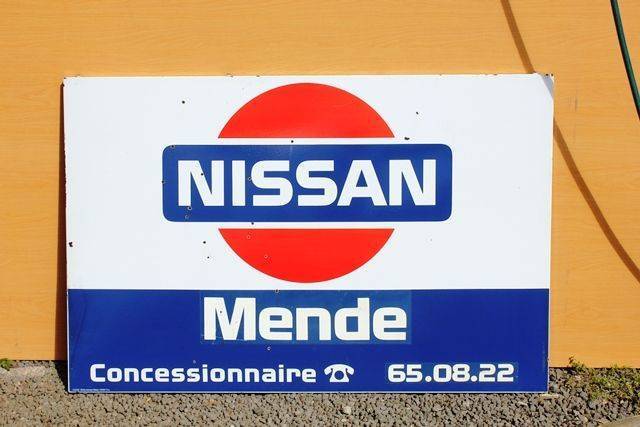 NISSAN
Mende
Concessionnaire ☎ 65.08.22